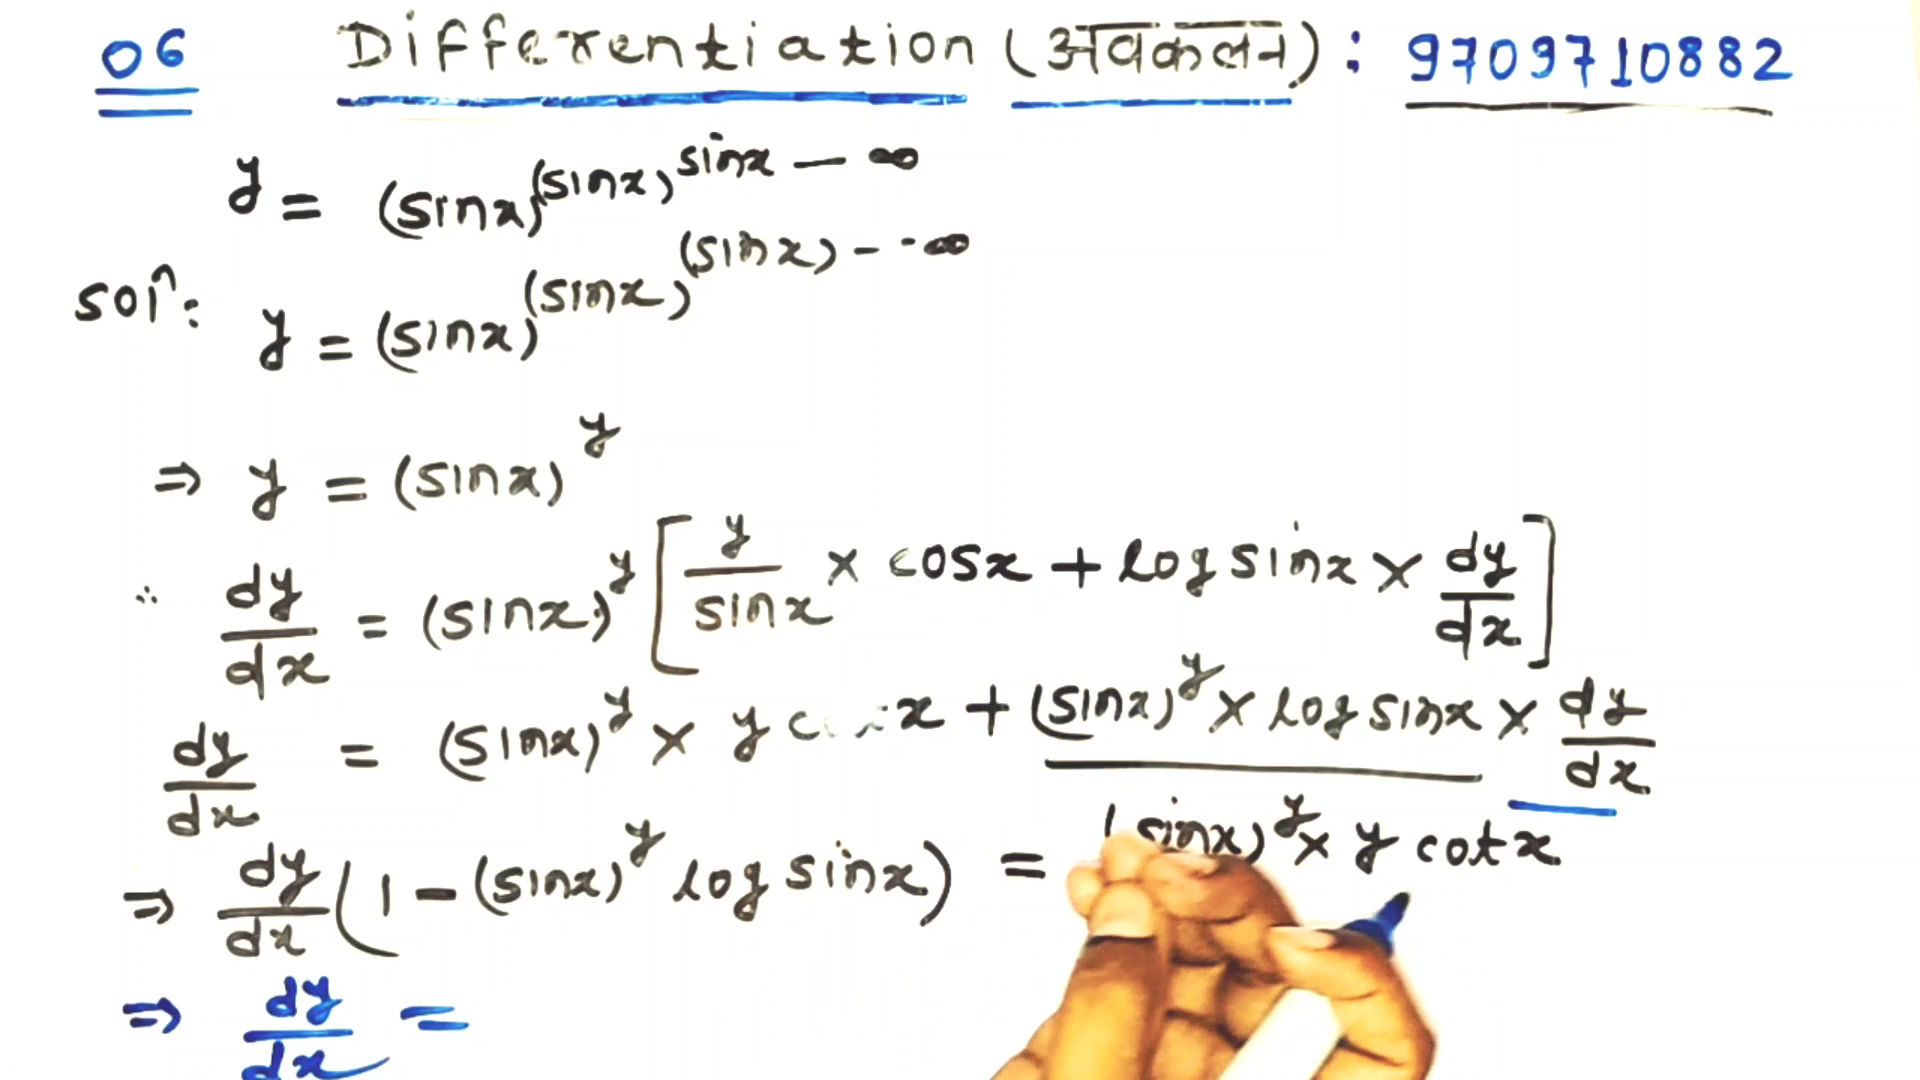 06 Differentiation (अवकलन) : 9709710882
y = (sinx)^(sinx)^sinx — ∞
Solⁿ: y = (sinx)^(sinx)^(sinx) - - ∞
⇒ y = (sinx)^y
∴ dy/dx = (sinx)^y [y/sinx × cosx + log sinx × dy/dx]
dy/dx = (sinx)^y × y x + (sinx)^y × log sinx × dy/dx
⇒ dy/dx (1 - (sinx)^y log sinx) = (sinx)^y × y cotx
⇒ dy/dx =